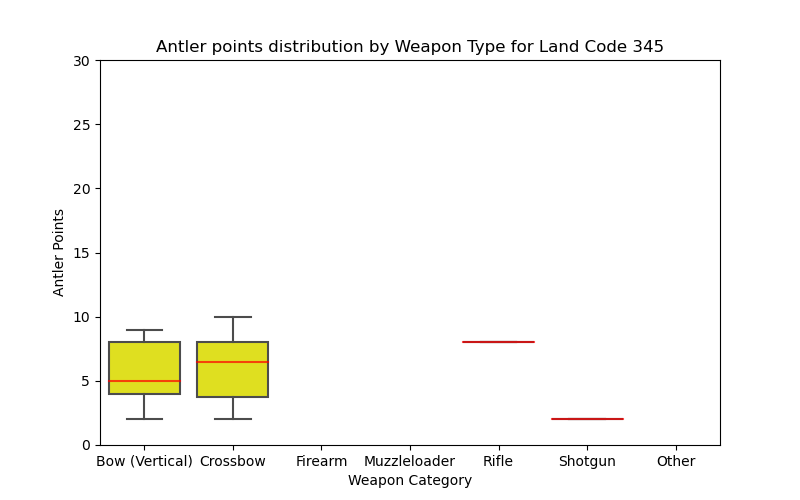 Antler points distribution by Weapon Type for Land Code 345
30
25
20
15
10
5
0
Antler Points
Bow (Vertical) Crossbow Firearm Muzzleloader Rifle Shotgun Other
Weapon Category